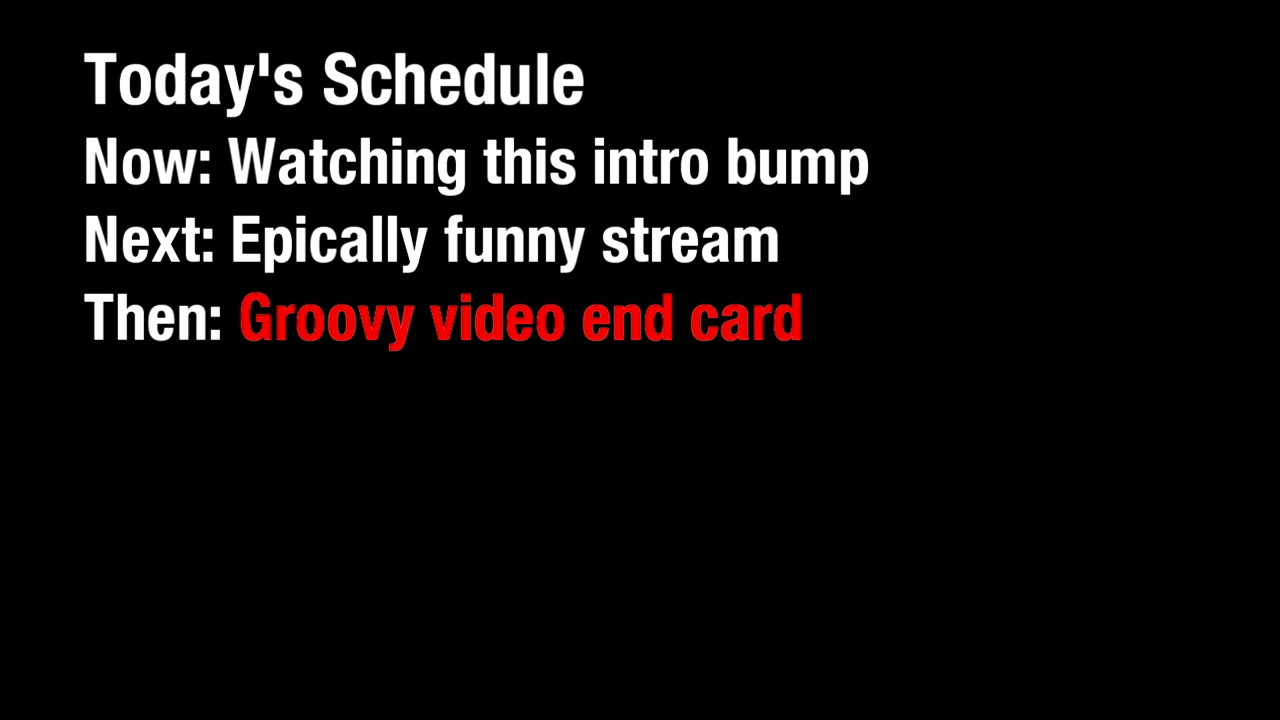 Today's Schedule
Now: Watching this intro bump
Next: Epically funny stream
Then: Groovy video end card